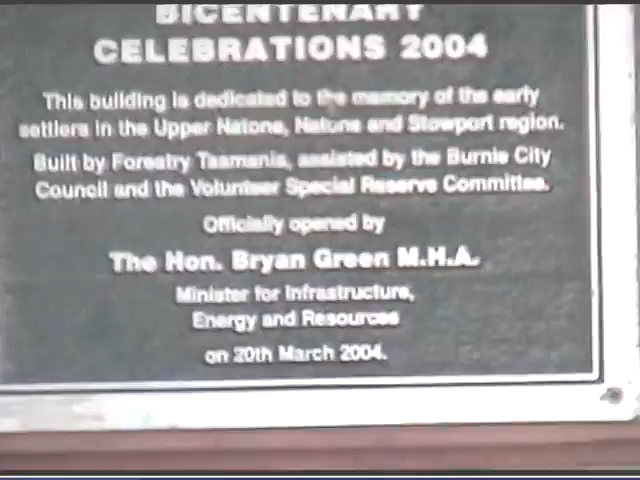 BICENTENARY
CELEBRATIONS 2004
This building is dedicated to the memory of the early
settlers in the Upper Natone, Natone and Stowport region.
Built by Forestry Tasmania, assisted by the Burnie City
Council and the Volunteer Special Reserve Committee.
Officially opened by
The Hon. Bryan Green M.H.A.
Minister for Infrastructure,
Energy and Resources
on 20th March 2004.